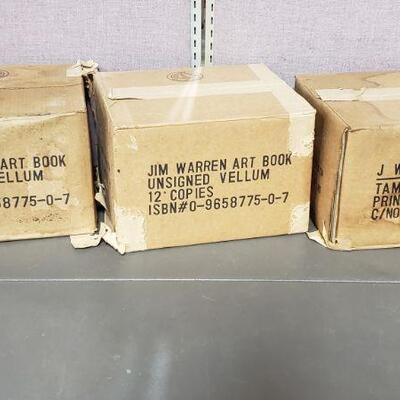 ART BOOK
VELLUM
58775-0-7
JIM WARREN ART BOOK
UNSIGNED VELLUM
12 COPIES
ISBN#0-9658775-0-7
J W
TAM
PRIN
C/NO